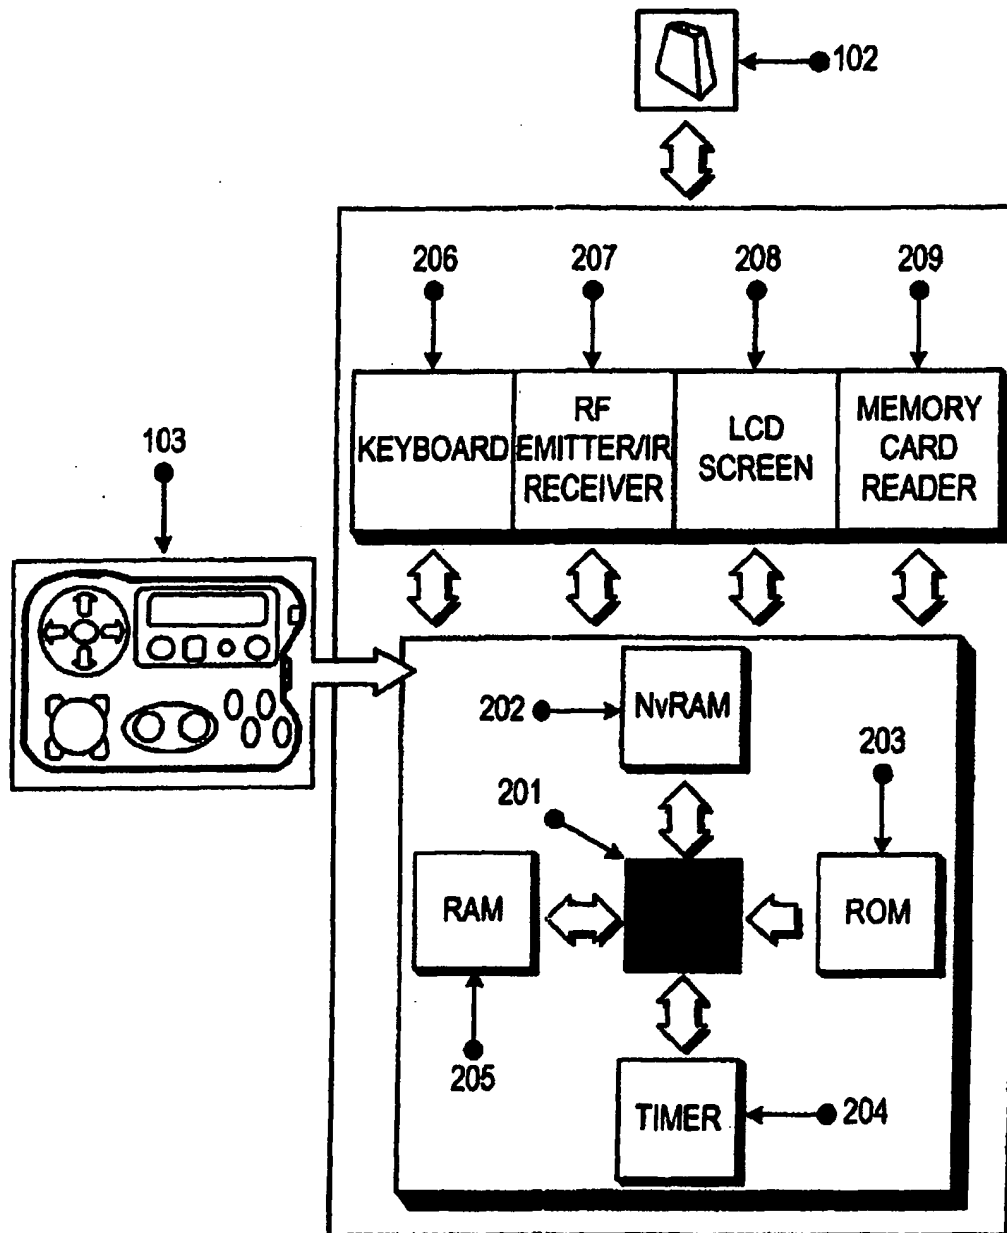 102
206
207
208
209
KEYBOARD
RF
EMITTER/IR
RECEIVER
LCD
SCREEN
MEMORY
CARD
READER
103
202
NvRAM
203
201
RAM
ROM
205
TIMER
204